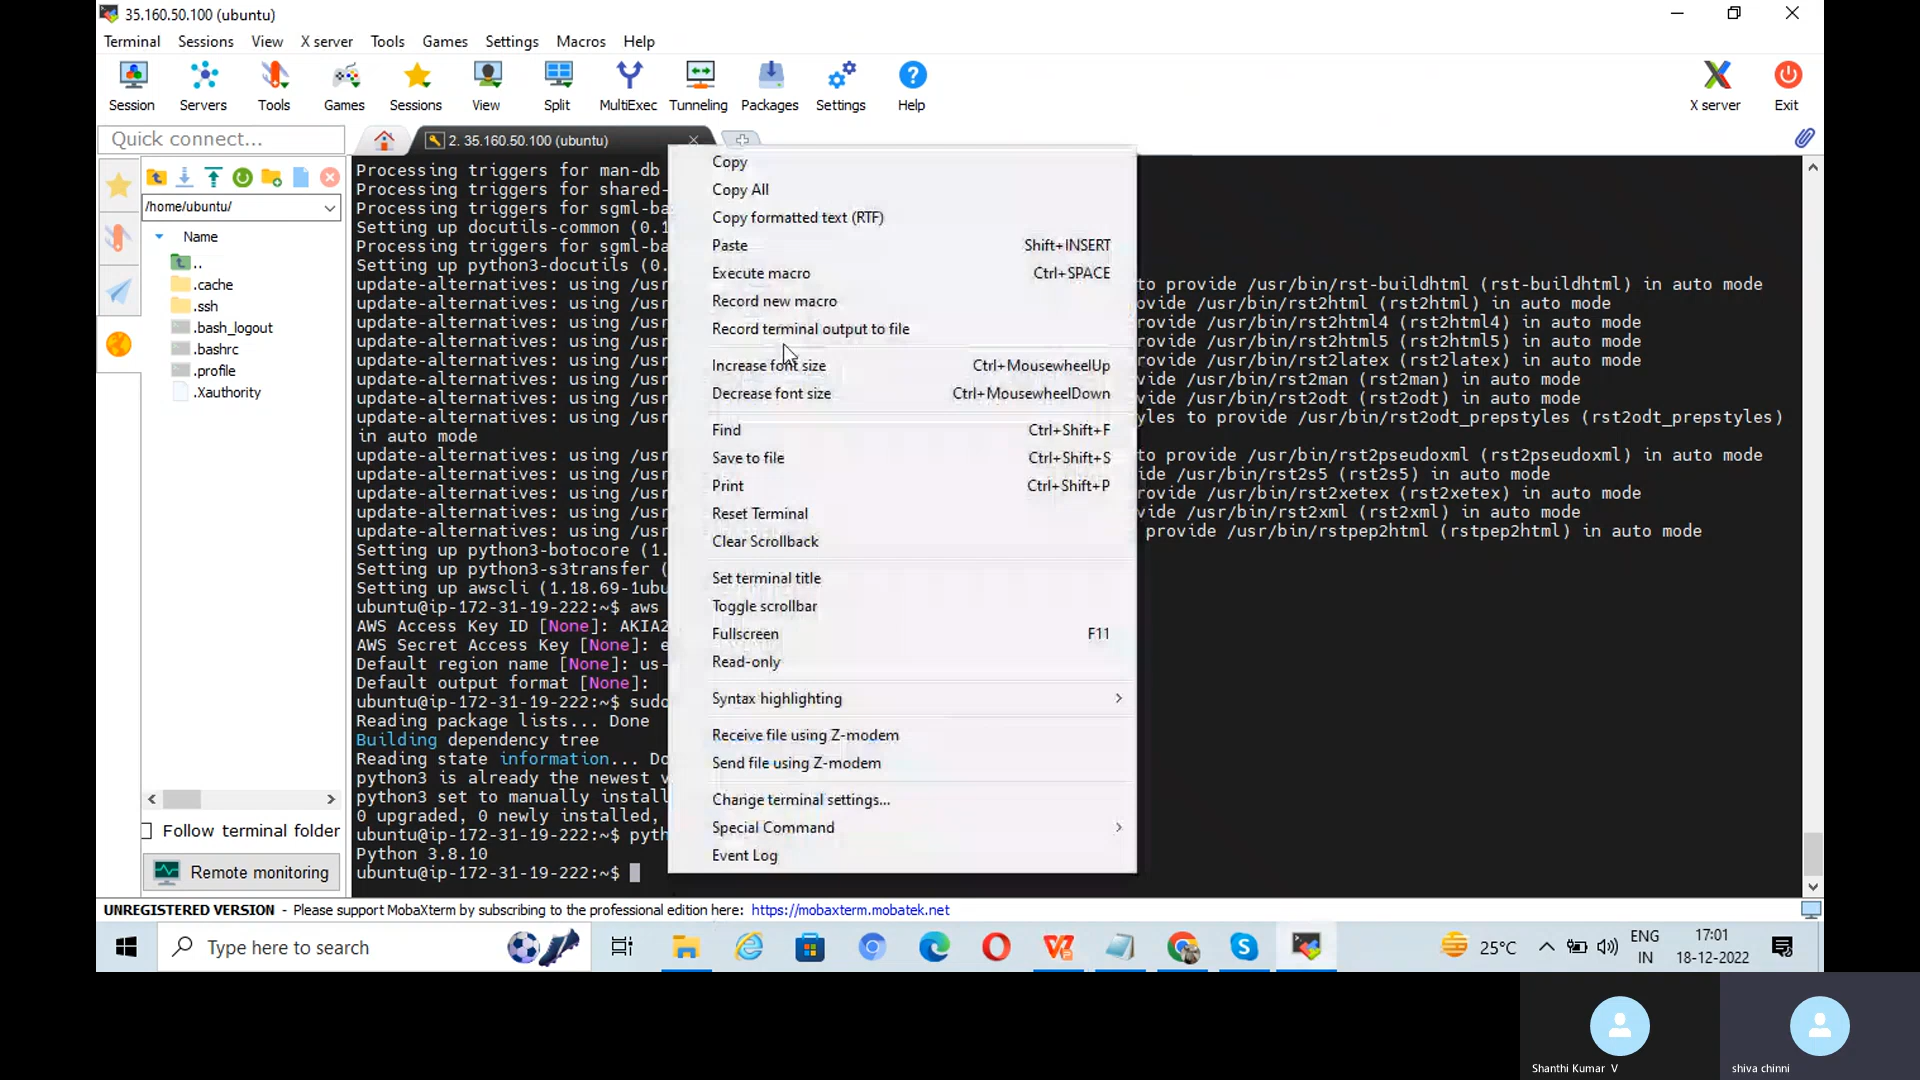 35.160.50.100 (ubuntu)
Terminal Sessions View X server Tools Games Settings Macros Help
Session Servers Tools Games Sessions View Split MultiExec Tunneling Packages Settings Help X server Exit
Quick connect...
2. 35.160.50.100 (ubuntu)
/home/ubuntu/
Name
..
.cache
.ssh
.bash_logout
.bashrc
.profile
.Xauthority
Follow terminal folder
Remote monitoring
Processing triggers for man-db
Processing triggers for shared-
Processing triggers for sgml-ba
Setting up docutils-common (0.1
Processing triggers for sgml-ba
Setting up python3-docutils (0.
update-alternatives: using /usr to provide /usr/bin/rst-buildhtml (rst-buildhtml) in auto mode
update-alternatives: using /usr ovide /usr/bin/rst2html (rst2html) in auto mode
update-alternatives: using /usr rovide /usr/bin/rst2html4 (rst2html4) in auto mode
update-alternatives: using /usr rovide /usr/bin/rst2html5 (rst2html5) in auto mode
update-alternatives: using /usr rovide /usr/bin/rst2latex (rst2latex) in auto mode
update-alternatives: using /usr vide /usr/bin/rst2man (rst2man) in auto mode
update-alternatives: using /usr vide /usr/bin/rst2odt (rst2odt) in auto mode
update-alternatives: using /usr yles to provide /usr/bin/rst2odt_prepstyles (rst2odt_prepstyles)
in auto mode
update-alternatives: using /usr to provide /usr/bin/rst2pseudoxml (rst2pseudoxml) in auto mode
update-alternatives: using /usr ide /usr/bin/rst2s5 (rst2s5) in auto mode
update-alternatives: using /usr rovide /usr/bin/rst2xetex (rst2xetex) in auto mode
update-alternatives: using /usr vide /usr/bin/rst2xml (rst2xml) in auto mode
update-alternatives: using /usr provide /usr/bin/rstpep2html (rstpep2html) in auto mode
Setting up python3-botocore (1.
Setting up python3-s3transfer (
Setting up awscli (1.18.69-1ubu
ubuntu@ip-172-31-19-222:~$ aws
AWS Access Key ID [None]: AKIA2
AWS Secret Access Key [None]: e
Default region name [None]: us-
Default output format [None]:
ubuntu@ip-172-31-19-222:~$ sudo
Reading package lists... Done
Building dependency tree
Reading state information... Do
python3 is already the newest v
python3 set to manually install
0 upgraded, 0 newly installed,
ubuntu@ip-172-31-19-222:~$ pyth
Python 3.8.10
ubuntu@ip-172-31-19-222:~$
Copy
Copy All
Copy formatted text (RTF)
Paste Shift+INSERT
Execute macro Ctrl+SPACE
Record new macro
Record terminal output to file
Increase font size Ctrl+MousewheelUp
Decrease font size Ctrl+MousewheelDown
Find Ctrl+Shift+F
Save to file Ctrl+Shift+S
Print Ctrl+Shift+P
Reset Terminal
Clear Scrollback
Set terminal title
Toggle scrollbar
Fullscreen F11
Read-only
Syntax highlighting
Receive file using Z-modem
Send file using Z-modem
Change terminal settings...
Special Command
Event Log
UNREGISTERED VERSION - Please support MobaXterm by subscribing to the professional edition here: https://mobaxterm.mobatek.net
Type here to search
25°C
ENG
IN
17:01
18-12-2022
Shanthi Kumar V
shiva chinni